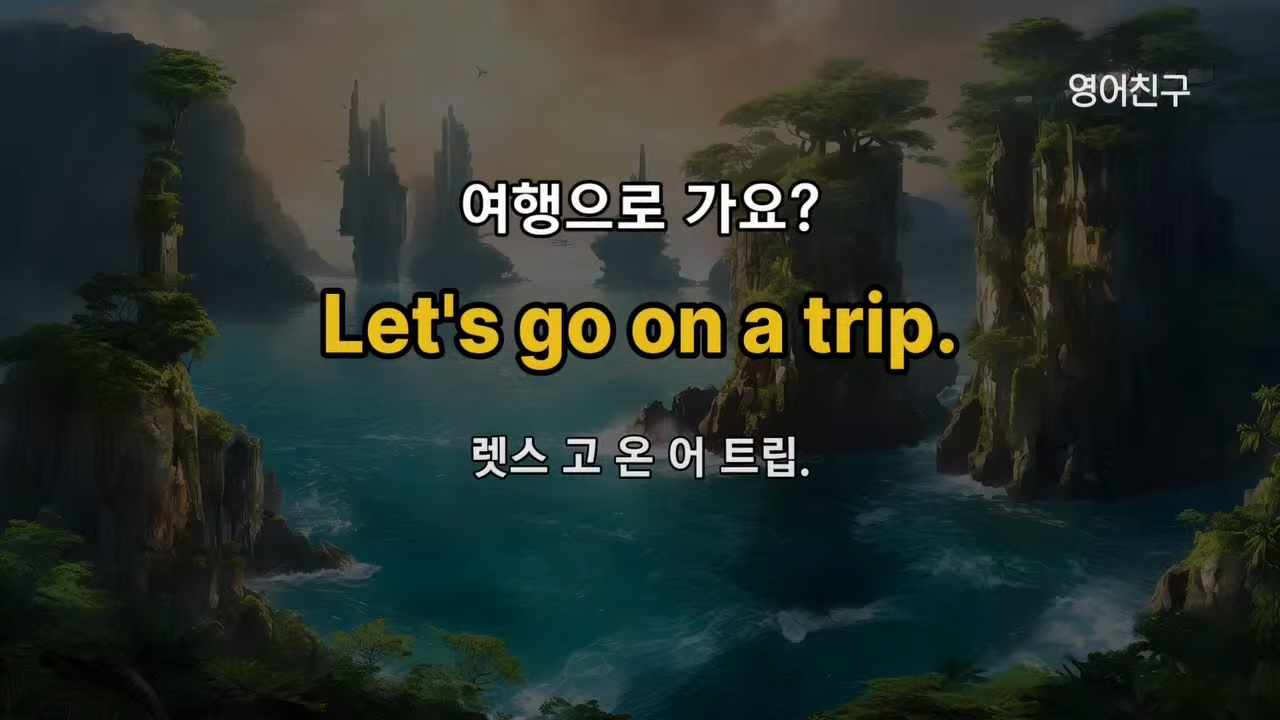 영어친구
여행으로 가요?
Let's go on a trip.
렛스 고 온 어 트립.